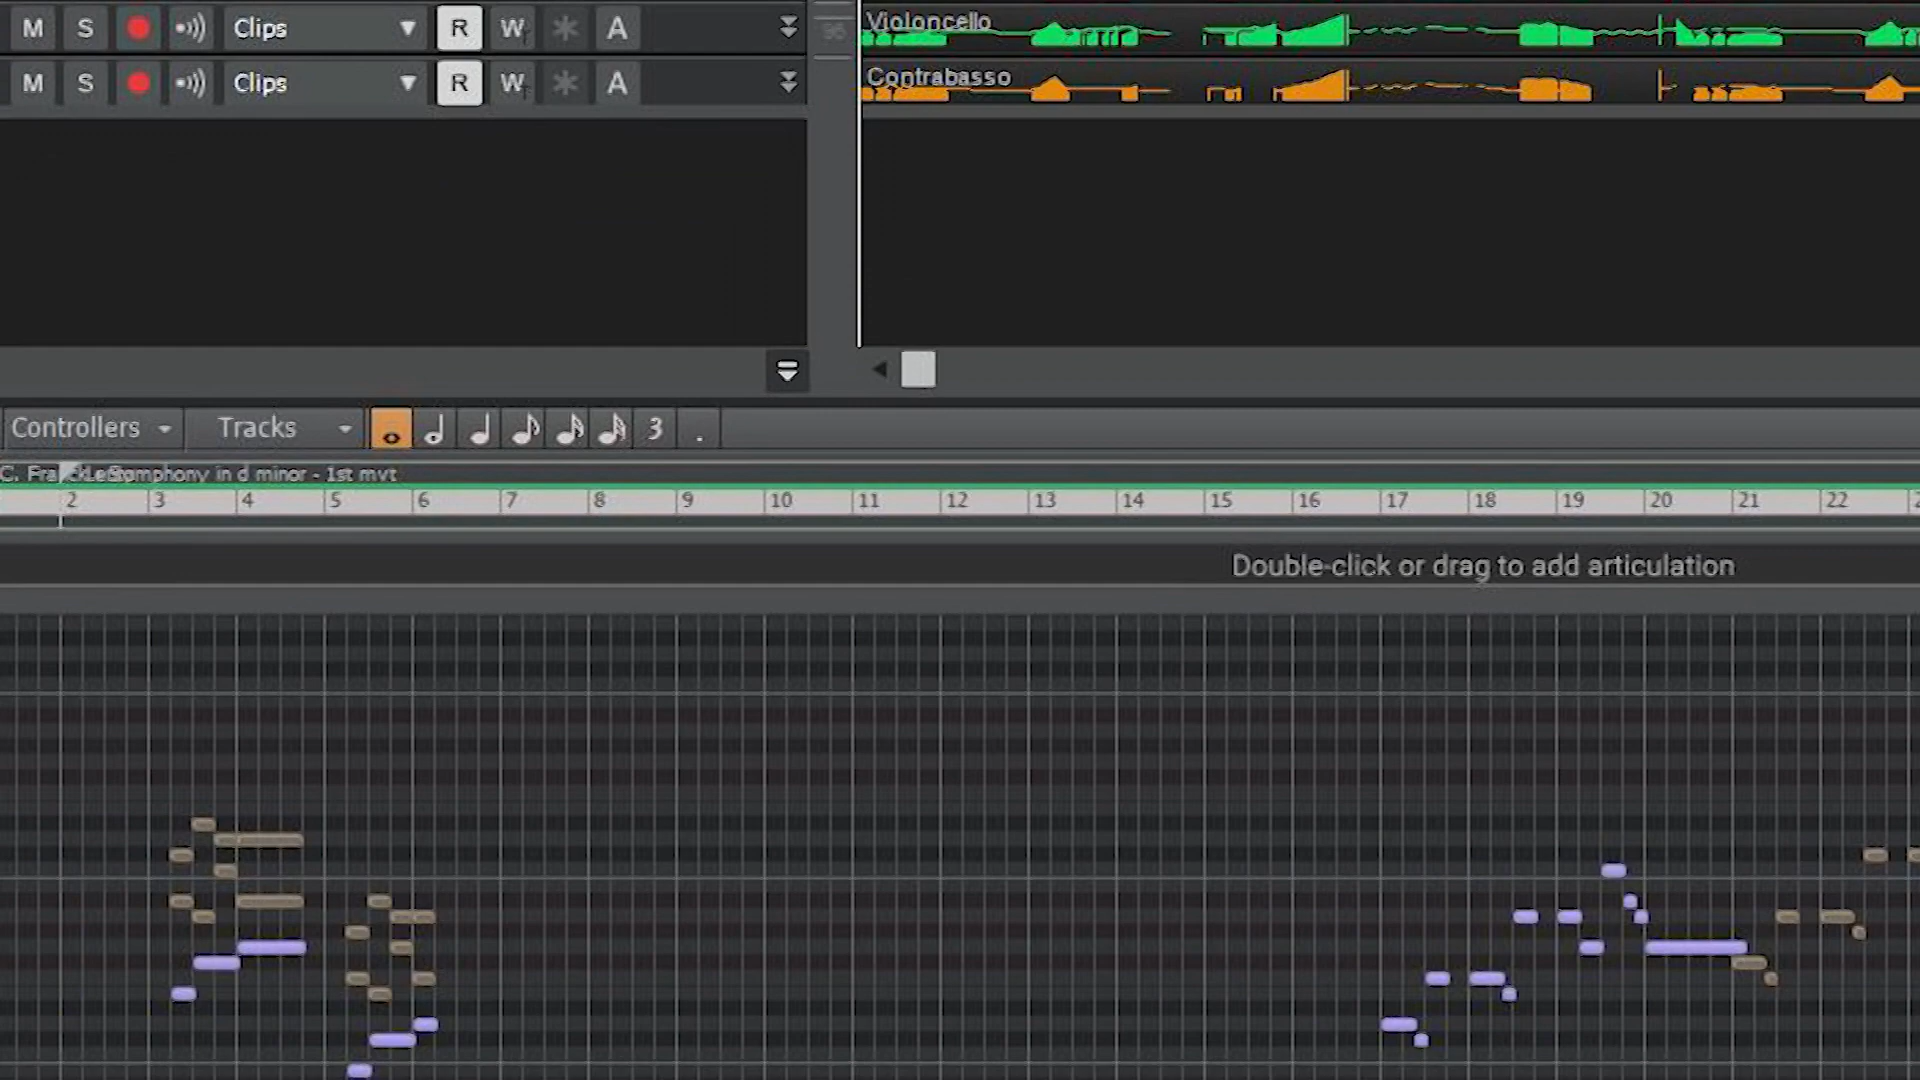 M S Clips R W A Violoncello
M S Clips R W A Contrabasso
Controllers Tracks 3 .
Symphony in d minor - 1st mvt
2 3 4 5 6 7 8 9 10 11 12 13 14 15 16 17 18 19 20 21 22
Double-click or drag to add articulation